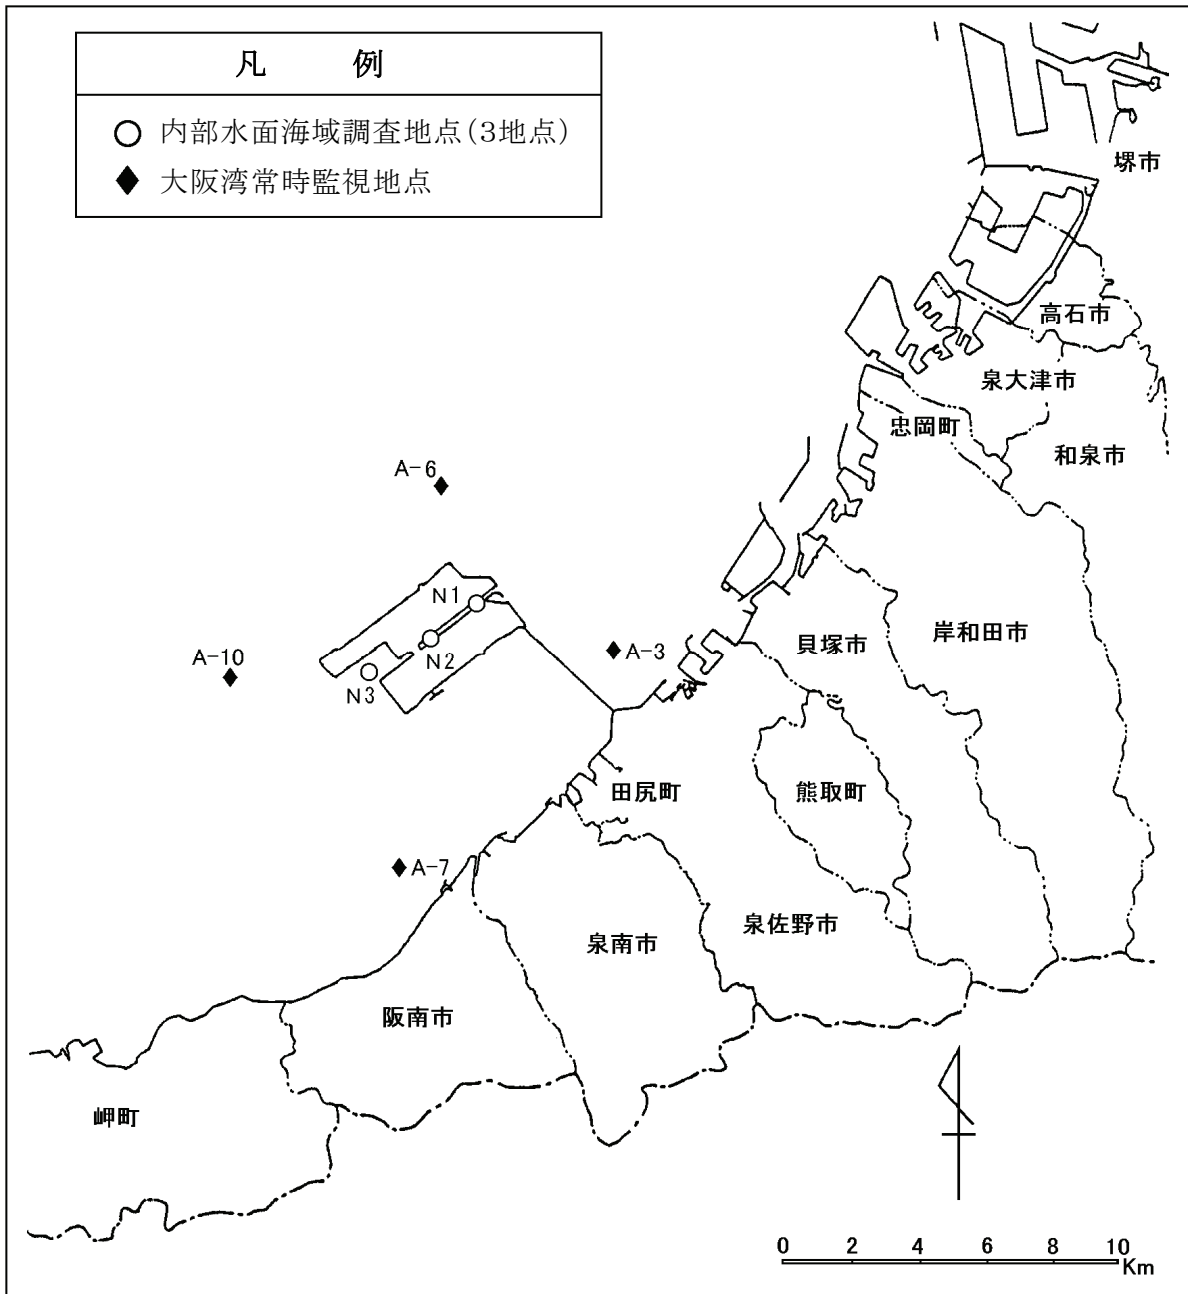 凡 例
内部水面海域調査地点(3地点)
大阪湾常時監視地点
堺市
高石市
泉大津市
忠岡町
和泉市
A-6
N1
N2
N3
A-10
A-3
貝塚市
岸和田市
田尻町
熊取町
A-7
泉南市
泉佐野市
阪南市
岬町
0 2 4 6 8 10
Km